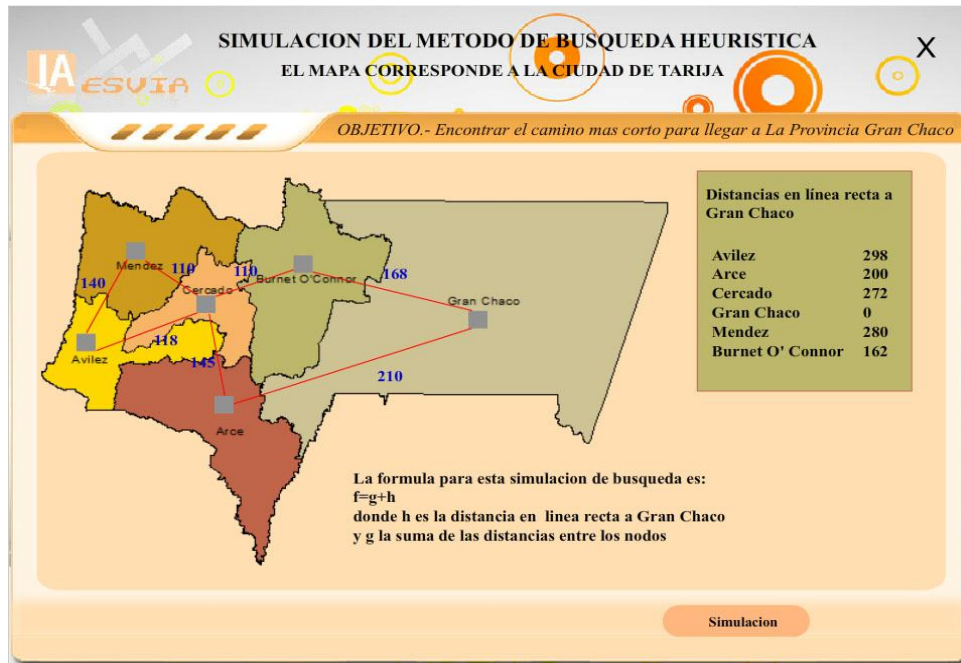 SIMULACION DEL METODO DE BUSQUEDA HEURISTICA
EL MAPA CORRESPONDE A LA CIUDAD DE TARIJA
X
IA ESVIA
OBJETIVO.- Encontrar el camino mas corto para llegar a La Provincia Gran Chaco
Mendez
110
110
Burnet O'Connor
168
140
Cercado
Gran Chaco
118
Avilez
145
210
Arce
Distancias en línea recta a
Gran Chaco
Avilez 298
Arce 200
Cercado 272
Gran Chaco 0
Mendez 280
Burnet O' Connor 162
La formula para esta simulacion de busqueda es:
f=g+h
donde h es la distancia en linea recta a Gran Chaco
y g la suma de las distancias entre los nodos
Simulacion